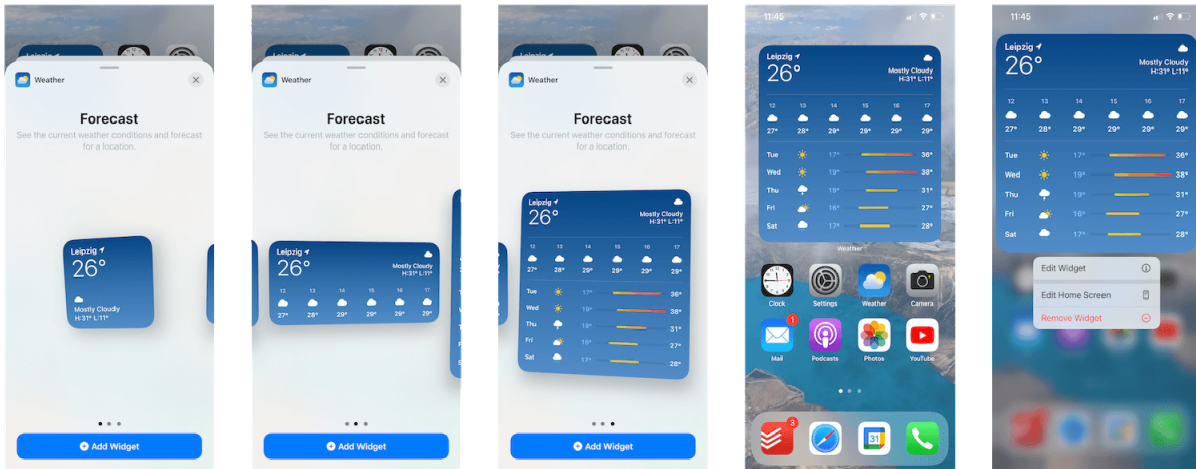 Weather
Forecast
See the current weather conditions and forecast
for a location.
Leipzig
26°
Mostly Cloudy
H:31° L:11°
Add Widget
Weather
Forecast
See the current weather conditions and forecast
for a location.
Leipzig
26°
Mostly Cloudy
H:31° L:11°
12 13 14 15 16 17
27° 28° 28° 29° 29° 29°
Add Widget
Weather
Forecast
See the current weather conditions and forecast
for a location.
Leipzig
26°
Mostly Cloudy
H:31° L:11°
12 13 14 15 16 17
27° 28° 29° 29° 29° 29°
Tue 17° 36°
Wed 19° 38°
Thu 19° 31°
Fri 16° 27°
Sat 17° 28°
Add Widget
11:45
Leipzig
26°
Mostly Cloudy
H:31° L:11°
12 13 14 15 16 17
27° 28° 29° 29° 29° 29°
Tue 17° 36°
Wed 19° 38°
Thu 19° 31°
Fri 16° 27°
Sat 17° 28°
Weather
Clock Settings Weather Camera
1
Mail Podcasts Photos YouTube
3
31
11:45
Leipzig
26°
Mostly Cloudy
H:31° L:11°
12 13 14 15 16 17
27° 28° 29° 29° 29° 29°
Tue 17° 36°
Wed 19° 38°
Thu 19° 31°
Fri 16° 27°
Sat 17° 28°
Edit Widget
Edit Home Screen
Remove Widget